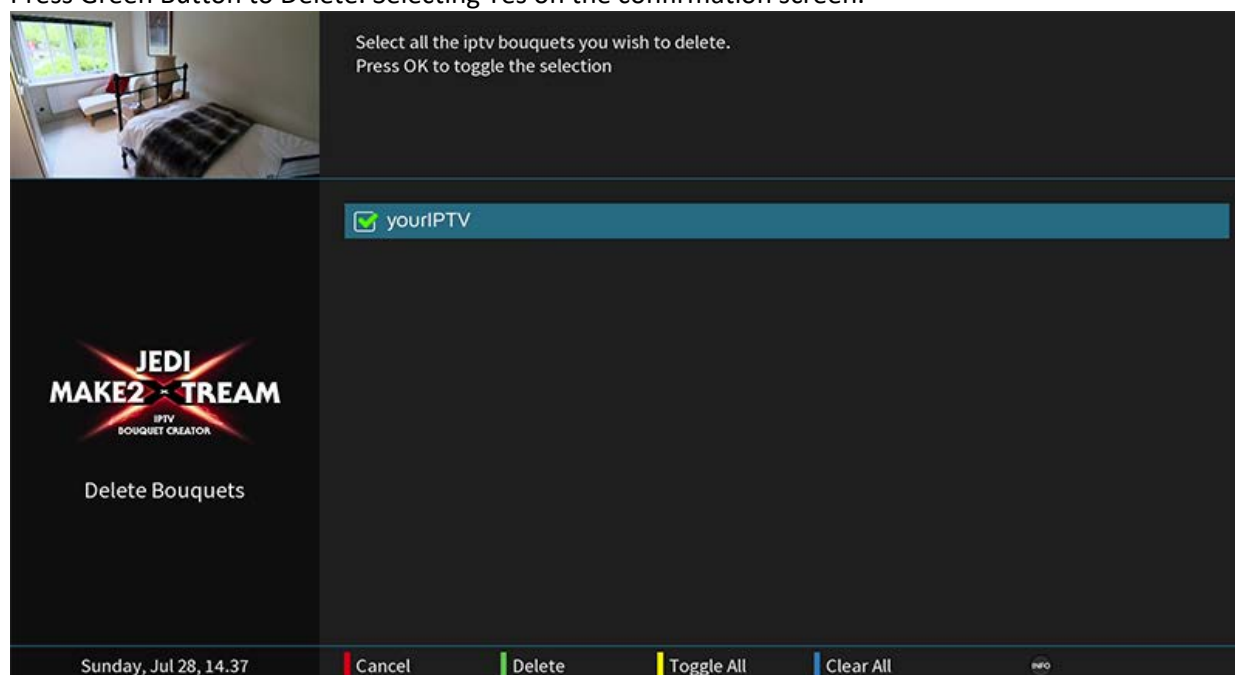 Press Green Button to Delete. Selecting Yes on the confirmation screen.
Select all the iptv bouquets you wish to delete.
Press OK to toggle the selection
yourIPTV
JEDI
MAKE2XTREAM
IPTV
BOUQUET CREATOR
Delete Bouquets
Sunday, Jul 28, 14.37
Cancel
Delete
Toggle All
Clear All
INFO